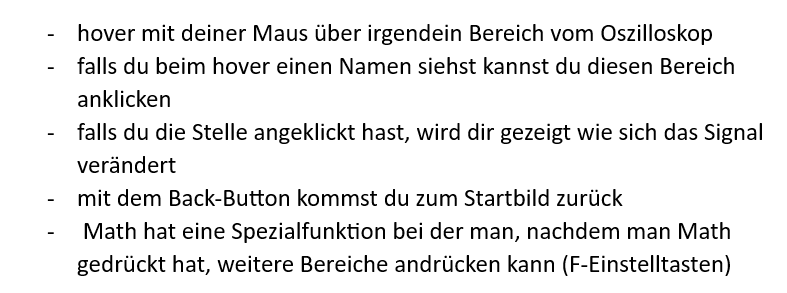 - hover mit deiner Maus über irgendein Bereich vom Oszilloskop
- falls du beim hover einen Namen siehst kannst du diesen Bereich
anklicken
- falls du die Stelle angeklickt hast, wird dir gezeigt wie sich das Signal
verändert
- mit dem Back-Button kommst du zum Startbild zurück
- Math hat eine Spezialfunktion bei der man, nachdem man Math
gedrückt hat, weitere Bereiche andrücken kann (F-Einstelltasten)